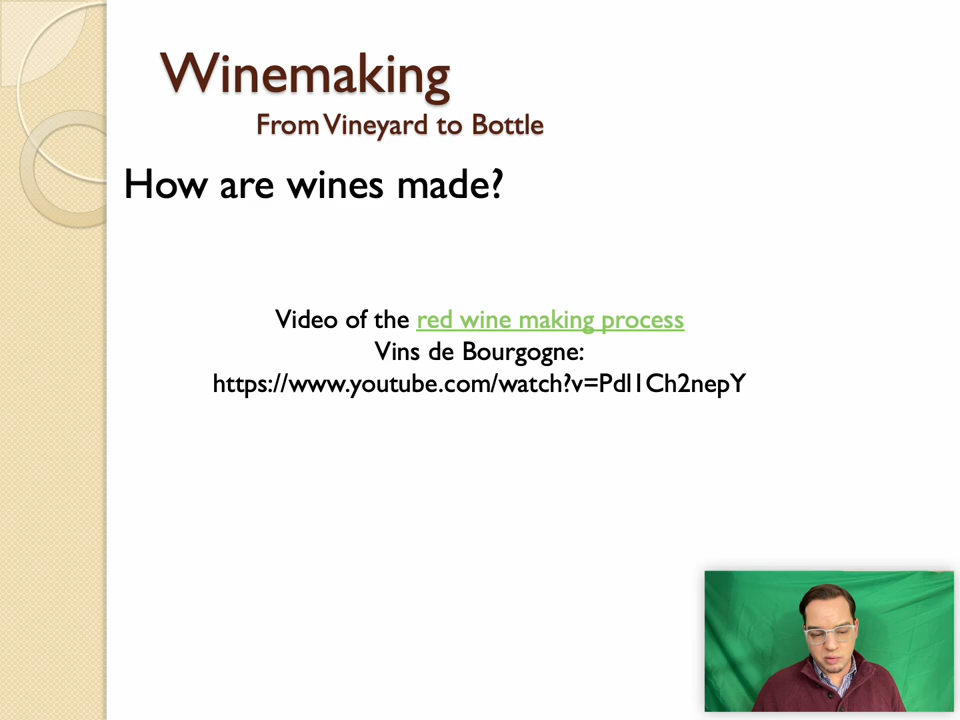 Winemaking
From Vineyard to Bottle
How are wines made?
Video of the red wine making process
Vins de Bourgogne:
https://www.youtube.com/watch?v=Pdl1Ch2nepY